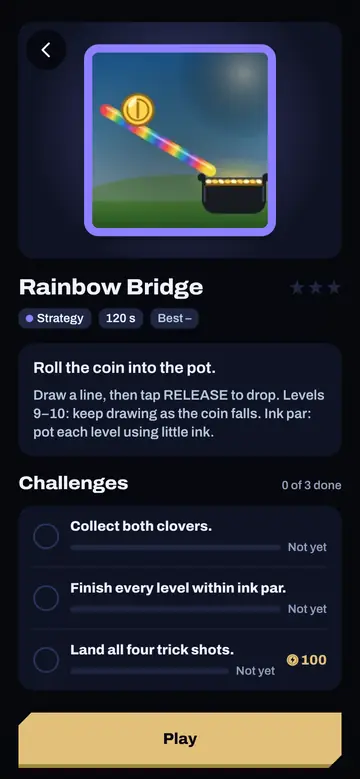 Rainbow Bridge
Strategy
120 s
Best –
Roll the coin into the pot.
Draw a line, then tap RELEASE to drop. Levels
9–10: keep drawing as the coin falls. Ink par:
pot each level using little ink.
Challenges
0 of 3 done
Collect both clovers.
Not yet
Finish every level within ink par.
Not yet
Land all four trick shots.
Not yet
100
Play